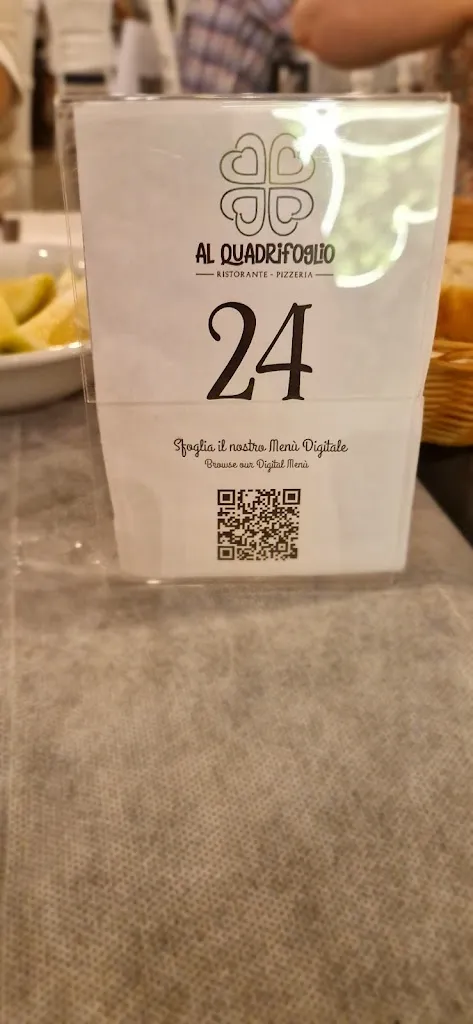 AL QUADRIFOGLIO
RISTORANTE - PIZZERIA
24
Sfoglia il nostro Menù Digitale
Browse our Digital Menù